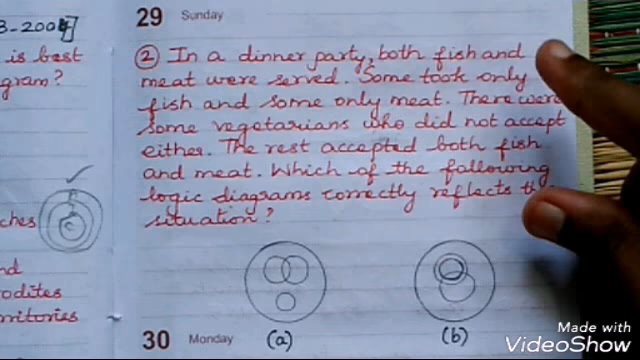 29 Sunday
② In a dinner party, both fish and
meat were served. Some took only
fish and some only meat. There were
some vegetarians who did not accept
either. The rest accepted both fish
and meat. Which of the following
logic diagrams correctly reflects
situation?
(a) (b)
30 Monday
is best
gram?
ches
nd
odites
Made with
VideoShow